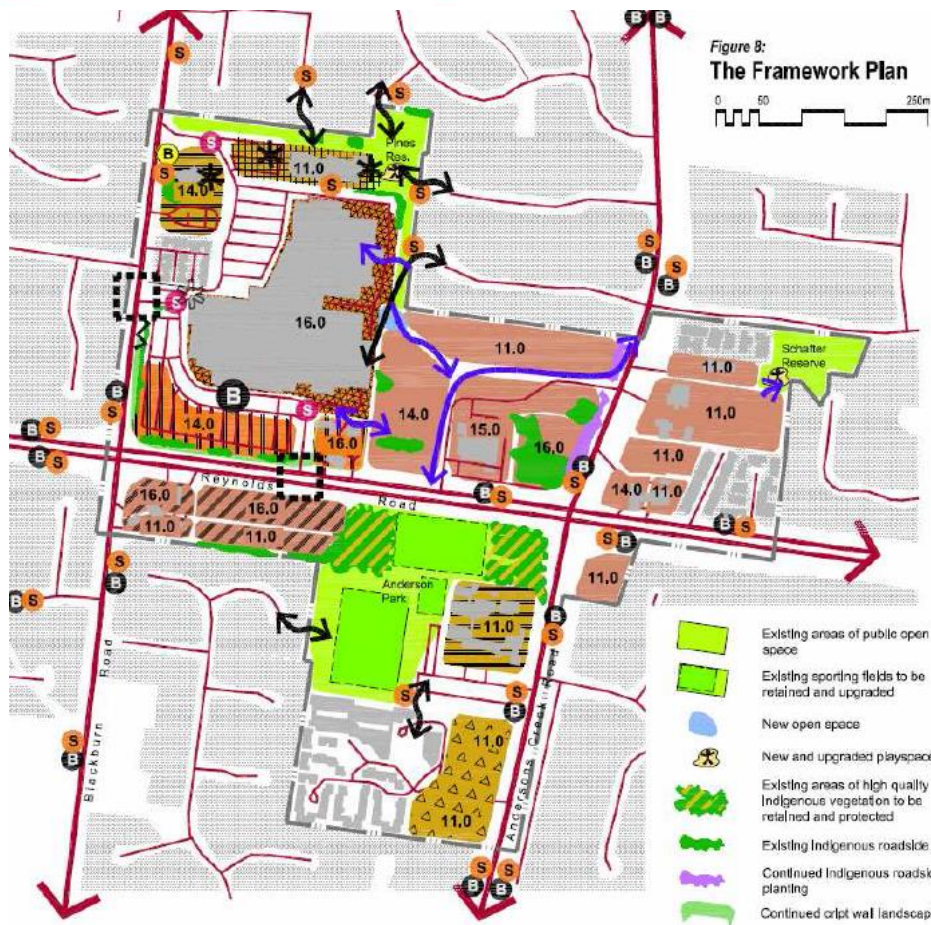 Figure 8:
The Framework Plan
0 50 250m
Pines
Res.
11.0
14.0
16.0
11.0
Schafter
Reserve
11.0
11.0
14.0
15.0
16.0
11.0
14.0
16.0
14.0
11.0
Reynolds
Road
16.0
16.0
11.0
11.0
11.0
Anderson
Park
11.0
Blackburn Road
Andersons Creek Road
11.0
11.0
Existing areas of public open
space
Existing sporting fields to be
retained and upgraded
New open space
New and upgraded playspace
Existing areas of high quality
Indigenous vegetation to be
retained and protected
Existing Indigenous roadside
Continued Indigenous roadsid
planting
Continued cript wall landscap